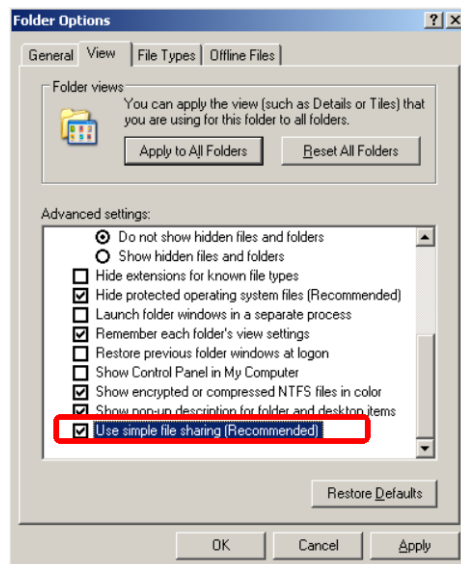 Folder Options
General View File Types Offline Files
Folder views
You can apply the view (such as Details or Tiles) that
you are using for this folder to all folders.
Apply to All Folders Reset All Folders
Advanced settings:
Do not show hidden files and folders
Show hidden files and folders
Hide extensions for known file types
Hide protected operating system files (Recommended)
Launch folder windows in a separate process
Remember each folder's view settings
Restore previous folder windows at logon
Show Control Panel in My Computer
Show encrypted or compressed NTFS files in color
Show pop-up description for folder and desktop items
Use simple file sharing (Recommended)
Restore Defaults
OK Cancel Apply